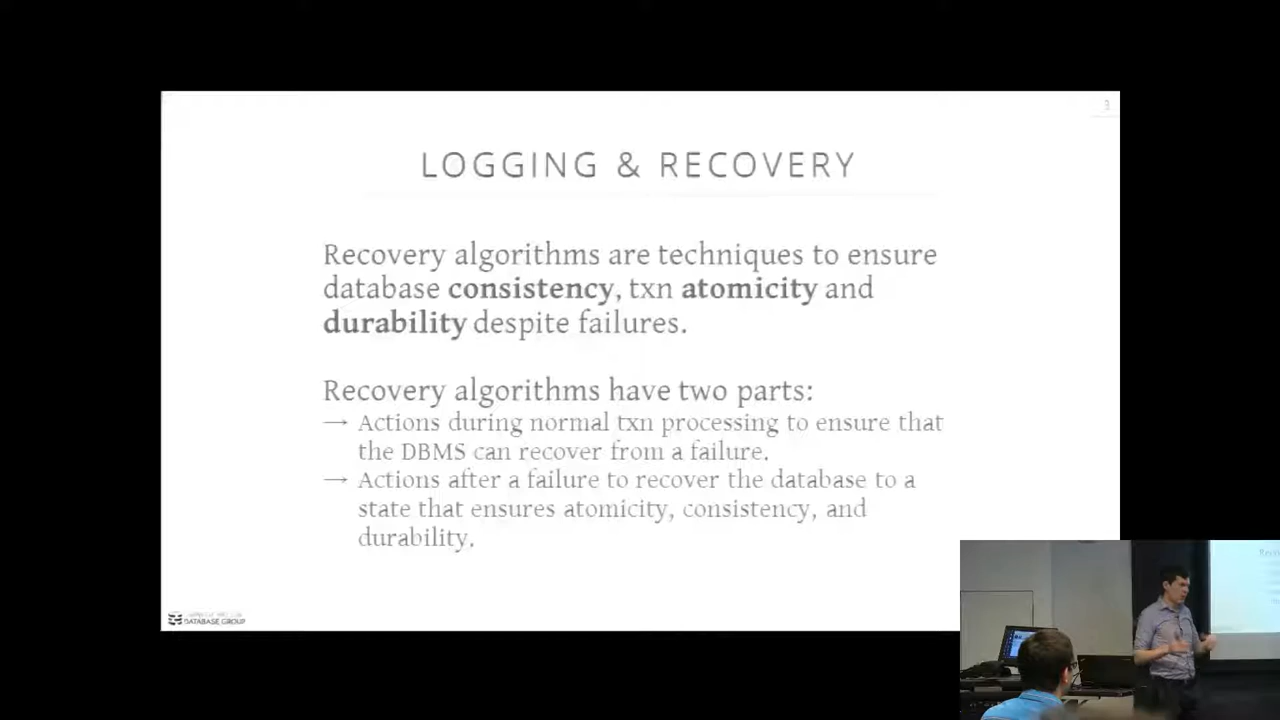 3
LOGGING & RECOVERY
Recovery algorithms are techniques to ensure
database consistency, txn atomicity and
durability despite failures.
Recovery algorithms have two parts:
→ Actions during normal txn processing to ensure that
the DBMS can recover from a failure.
→ Actions after a failure to recover the database to a
state that ensures atomicity, consistency, and
durability.
DATABASE GROUP